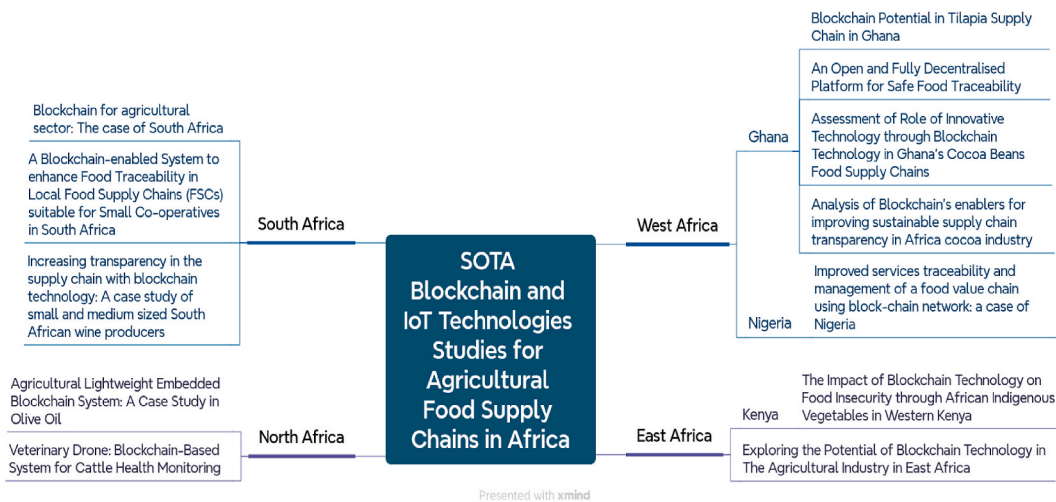 Blockchain for agricultural
sector: The case of South Africa
A Blockchain-enabled System to
enhance Food Traceability in
Local Food Supply Chains (FSCs)
suitable for Small Co-operatives
in South Africa
Increasing transparency in the
supply chain with blockchain
technology: A case study of
small and medium sized South
African wine producers
South Africa
Agricultural Lightweight Embedded
Blockchain System: A Case Study in
Olive Oil
Veterinary Drone: Blockchain-Based
System for Cattle Health Monitoring
North Africa
SOTA
Blockchain and
IoT Technologies
Studies for
Agricultural
Food Supply
Chains in Africa
West Africa
Ghana
Blockchain Potential in Tilapia Supply
Chain in Ghana
An Open and Fully Decentralised
Platform for Safe Food Traceability
Assessment of Role of Innovative
Technology through Blockchain
Technology in Ghana's Cocoa Beans
Food Supply Chains
Analysis of Blockchain's enablers for
improving sustainable supply chain
transparency in Africa cocoa industry
Nigeria
Improved services traceability and
management of a food value chain
using block-chain network: a case of
Nigeria
East Africa
Kenya
The Impact of Blockchain Technology on
Food Insecurity through African Indigenous
Vegetables in Western Kenya
Exploring the Potential of Blockchain Technology in
The Agricultural Industry in East Africa
Presented with xmind